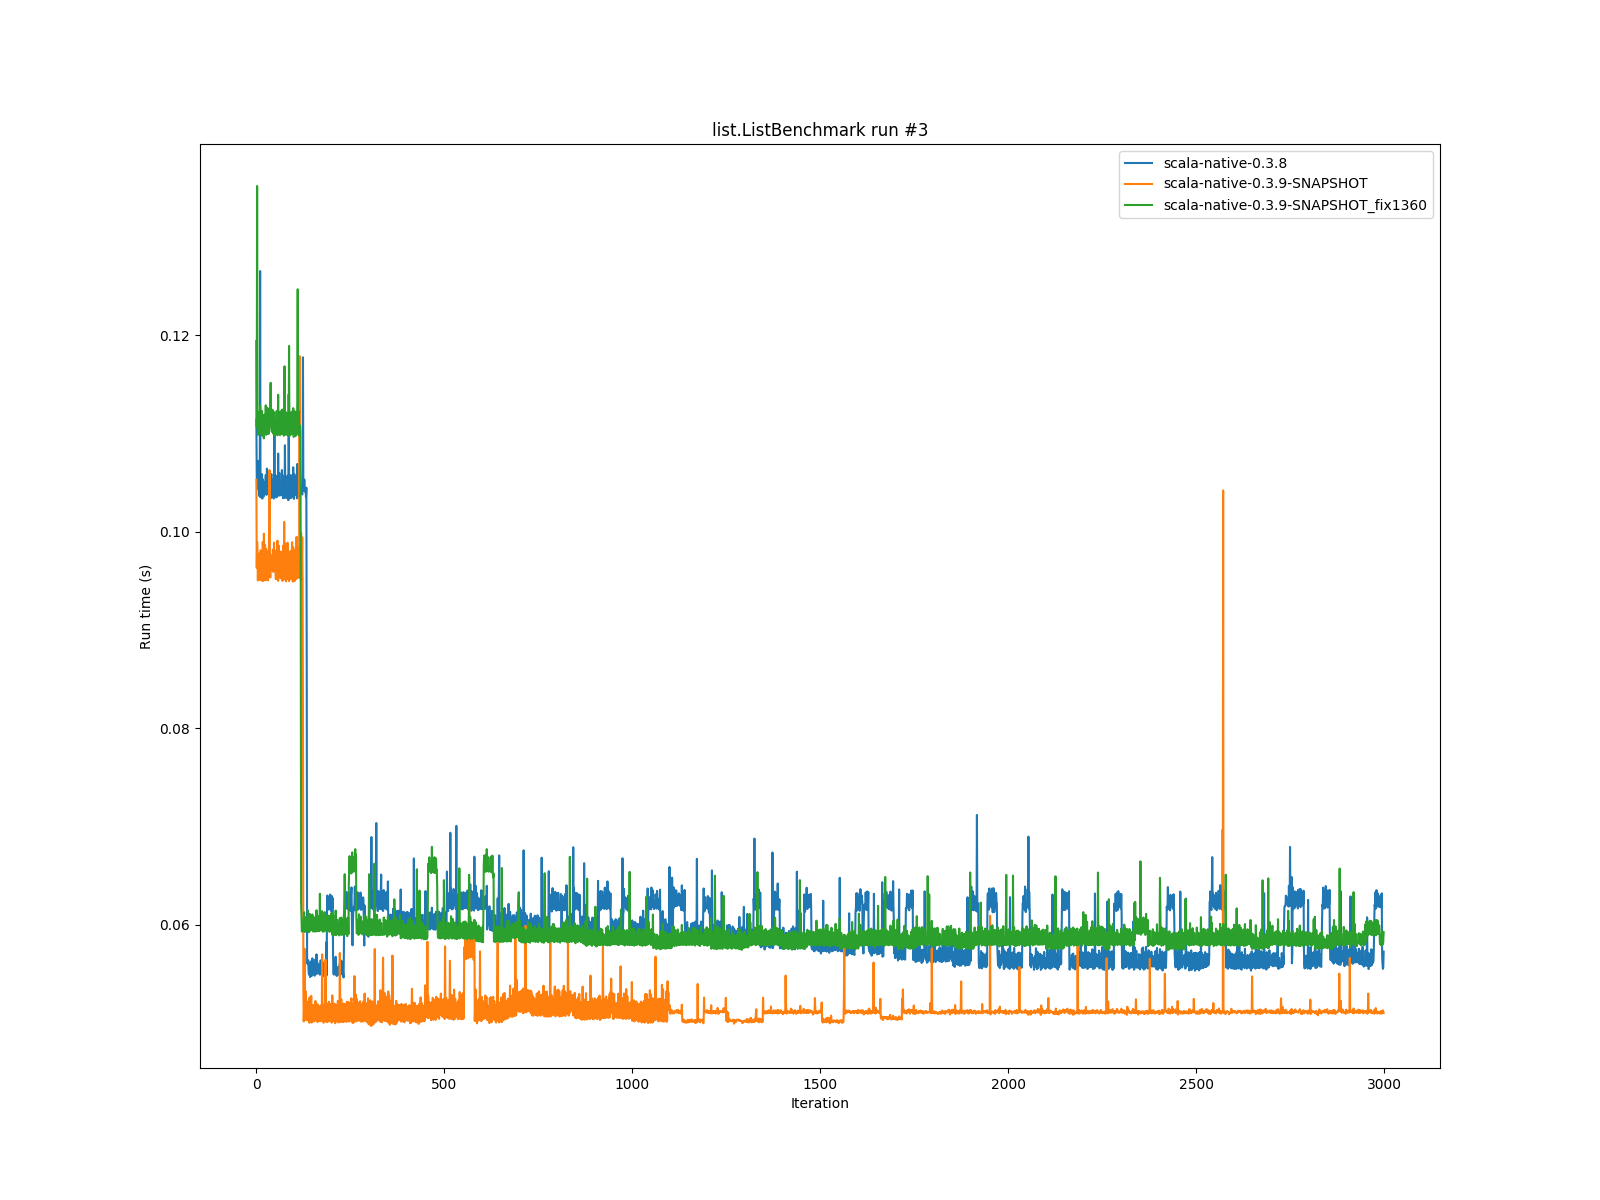 list.ListBenchmark run #3
scala-native-0.3.8
scala-native-0.3.9-SNAPSHOT
scala-native-0.3.9-SNAPSHOT_fix1360
0.12
0.10
0.08
0.06
Run time (s)
0 500 1000 1500 2000 2500 3000
Iteration